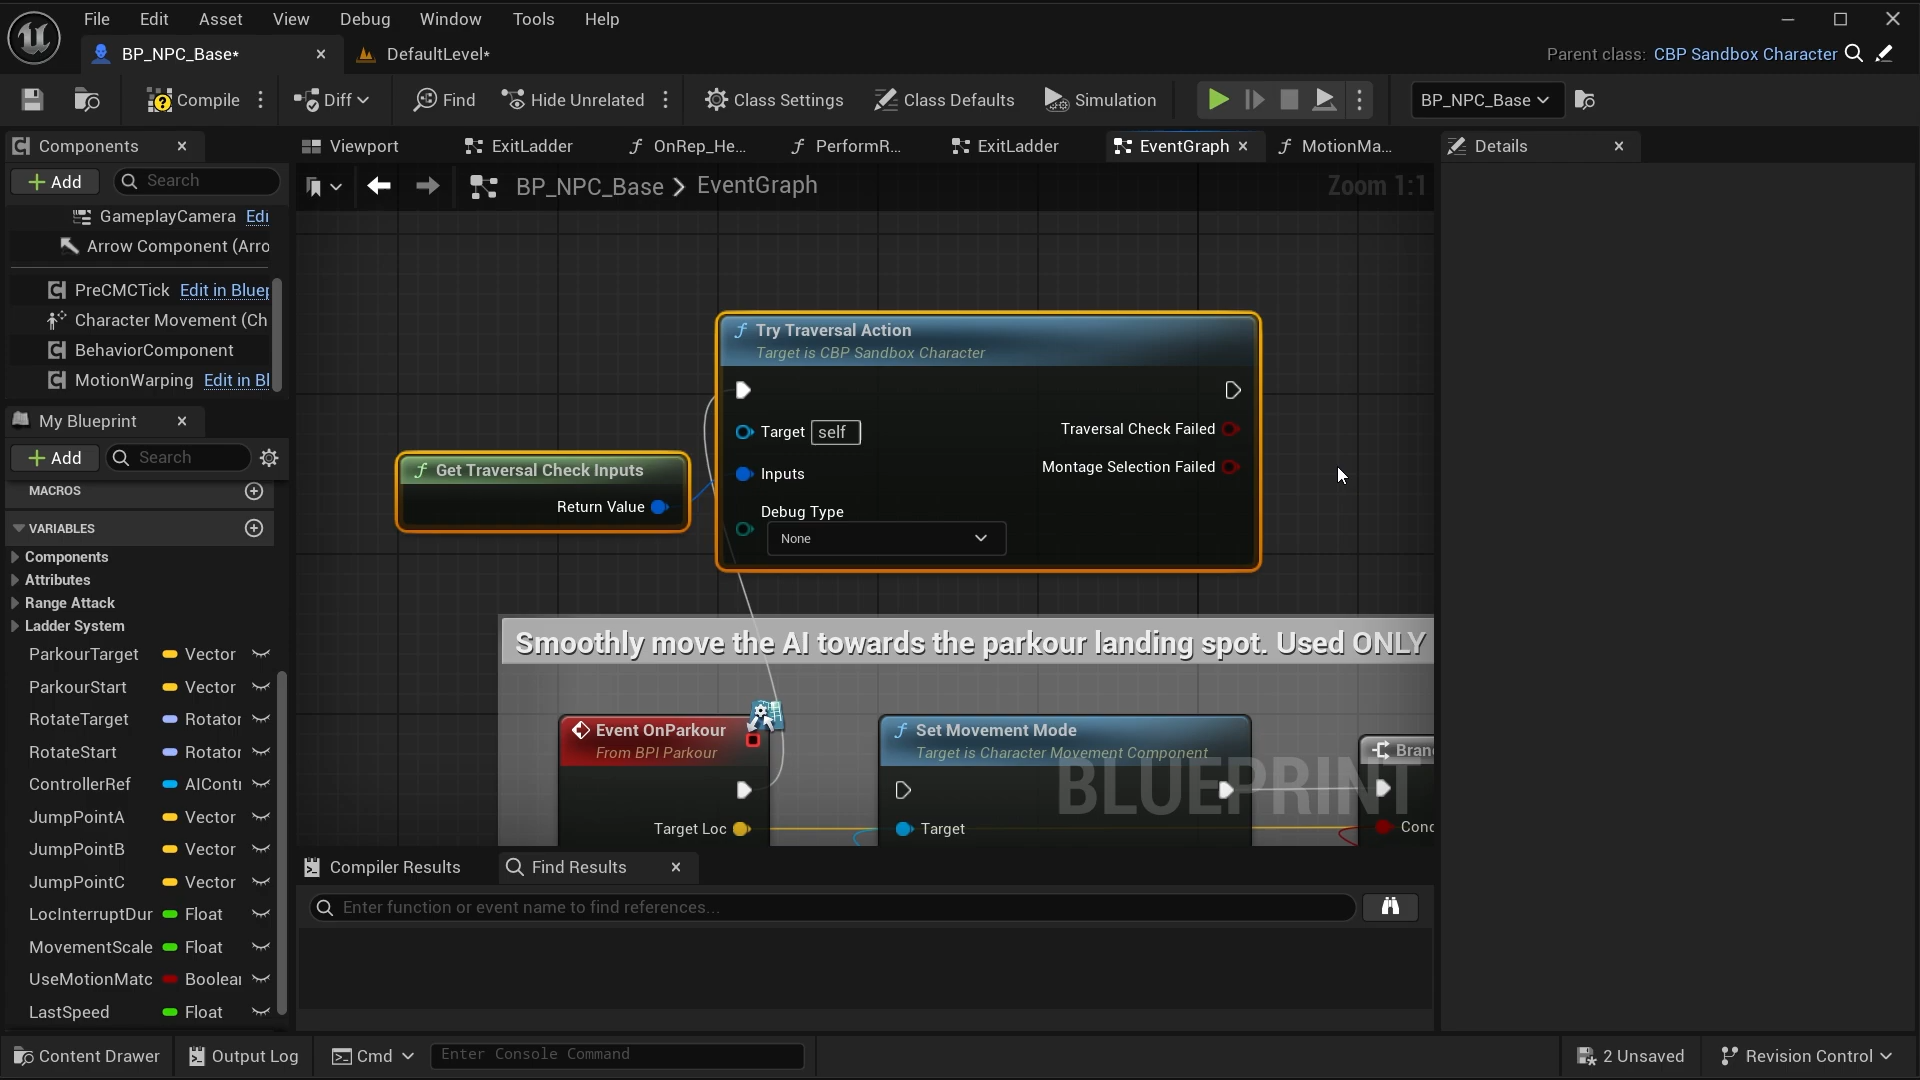 File Edit Asset View Debug Window Tools Help
BP_NPC_Base*
DefaultLevel*
Parent class: CBP Sandbox Character
Compile
Diff
Find
Hide Unrelated
Class Settings
Class Defaults
Simulation
BP_NPC_Base
Components
Viewport
ExitLadder
OnRep_He...
PerformR...
ExitLadder
EventGraph
MotionMa...
Details
Add
Search
BP_NPC_Base
EventGraph
Zoom 1:1
GameplayCamera Edi
Arrow Component (Arro
PreCMCTick Edit in Bluep
Character Movement (Ch
BehaviorComponent
MotionWarping Edit in Bl
My Blueprint
Add
Search
MACROS
VARIABLES
Components
Attributes
Range Attack
Ladder System
ParkourTarget Vector
ParkourStart Vector
RotateTarget Rotator
RotateStart Rotator
ControllerRef AIContr
JumpPointA Vector
JumpPointB Vector
JumpPointC Vector
LocInterruptDur Float
MovementScale Float
UseMotionMatc Boolear
LastSpeed Float
Try Traversal Action
Target is CBP Sandbox Character
Target self
Traversal Check Failed
Inputs
Montage Selection Failed
Debug Type
None
Get Traversal Check Inputs
Return Value
Smoothly move the AI towards the parkour landing spot. Used ONLY
Event OnParkour
From BPI Parkour
Target Loc
Set Movement Mode
Target is Character Movement Component
Target
Bran
Cond
BLUEPRINT
Compiler Results
Find Results
Enter function or event name to find references...
Content Drawer
Output Log
Cmd
Enter Console Command
2 Unsaved
Revision Control